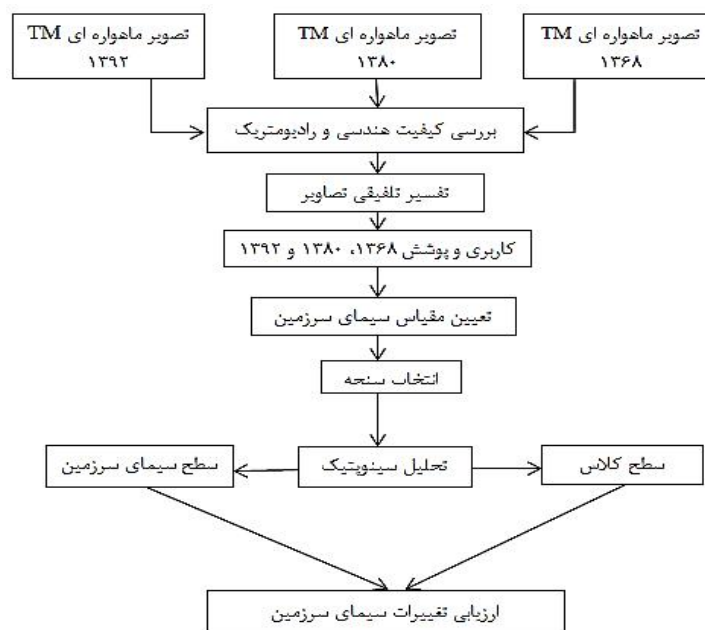 تصویر ماهواره ای TM
۱۳۶۸
تصویر ماهواره ای TM
۱۳۸۰
تصویر ماهواره ای TM
۱۳۹۲
بررسی کیفیت هندسی و رادیومتریک
تفسیر تلفیقی تصاویر
کاربری و پوشش ۱۳۶۸، ۱۳۸۰ و ۱۳۹۲
تعیین مقیاس سیمای سرزمین
انتخاب سنجه
سطح کلاس
تحلیل سینوپتیک
سطح سیمای سرزمین
ارزیابی تغییرات سیمای سرزمین